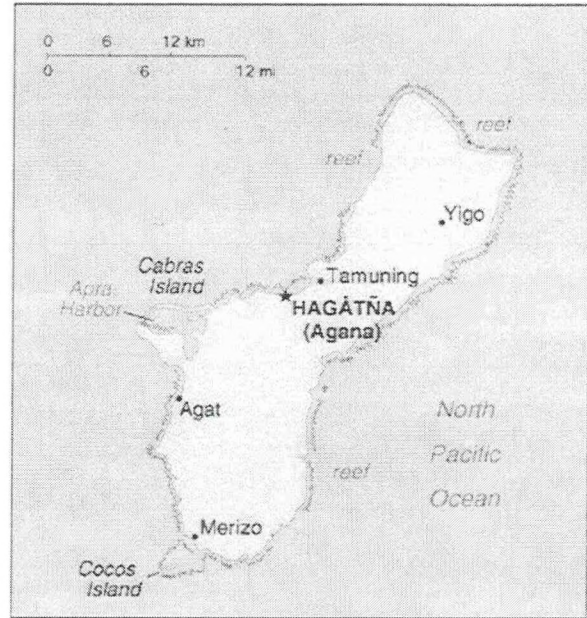 0 6 12 km
0 6 12 mi
reef
reef
Yigo
Cabras
Island
Tamuning
Apra
Harbor
HAGÅTÑA
(Agana)
Agat
North
Pacific
Ocean
reef
Merizo
Cocos
Island